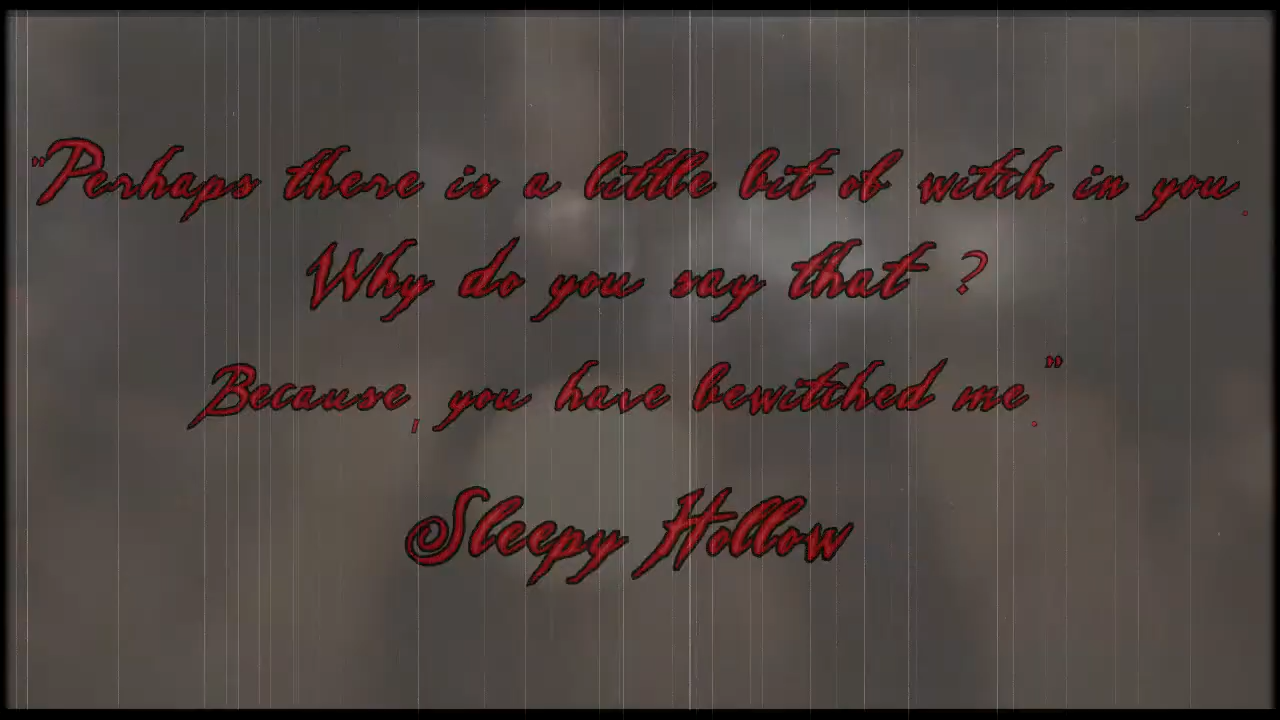 "Perhaps there is a little bit of witch in you.
Why do you say that ?
Because, you have bewitched me."
Sleepy Hollow